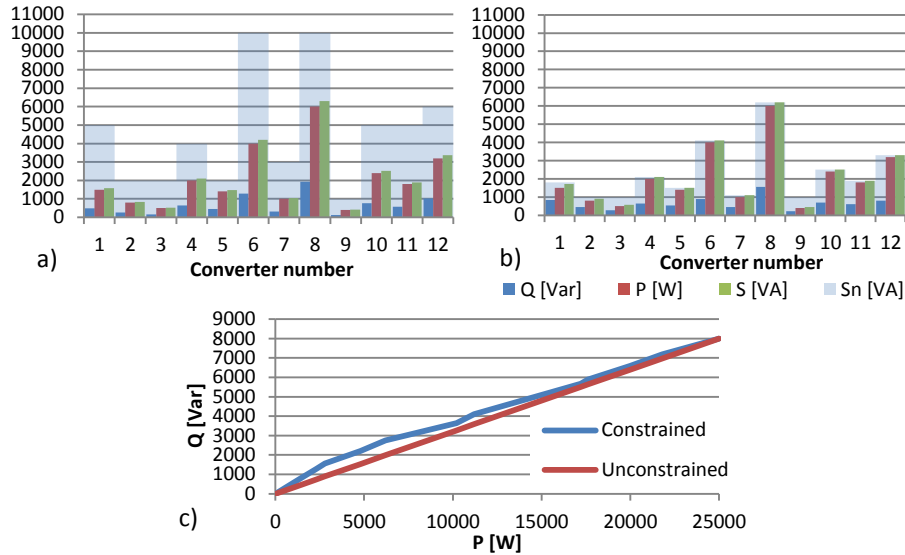 11000
10000
9000
8000
7000
6000
5000
4000
3000
2000
1000
0
1 2 3 4 5 6 7 8 9 10 11 12
a)
Converter number
11000
10000
9000
8000
7000
6000
5000
4000
3000
2000
1000
0
1 2 3 4 5 6 7 8 9 10 11 12
b)
Converter number
Q [Var] P [W] S [VA] Sn [VA]
9000
8000
7000
6000
5000
4000
3000
2000
1000
0
Q [Var]
Constrained
Unconstrained
0 5000 10000 15000 20000 25000
c)
P [W]